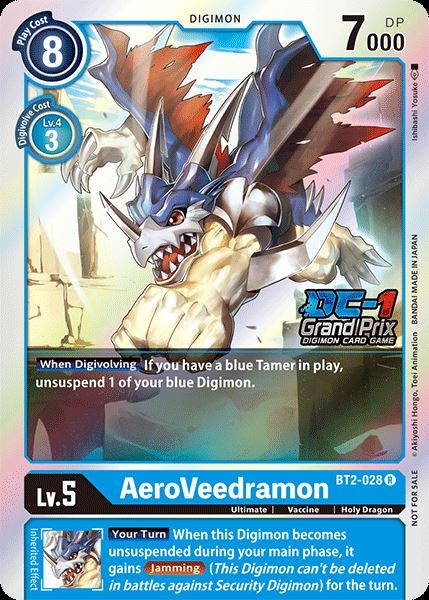 Play Cost
8
DIGIMON
DP
7000
Digivolve Cost
Lv.4
3
Ishibashi Yosuke
DC-1
Grand Prix
DIGIMON CARD GAME
When Digivolving If you have a blue Tamer in play,
unsuspend 1 of your blue Digimon.
©Akiyoshi Hongo, Toei Animation BANDAI MADE IN JAPAN
NOT FOR SALE
BT2-028 R
Lv.5
AeroVeedramon
Ultimate | Vaccine | Holy Dragon
Inherited Effect
Your Turn When this Digimon becomes
unsuspended during your main phase, it
gains Jamming (This Digimon can't be deleted
in battles against Security Digimon) for the turn.